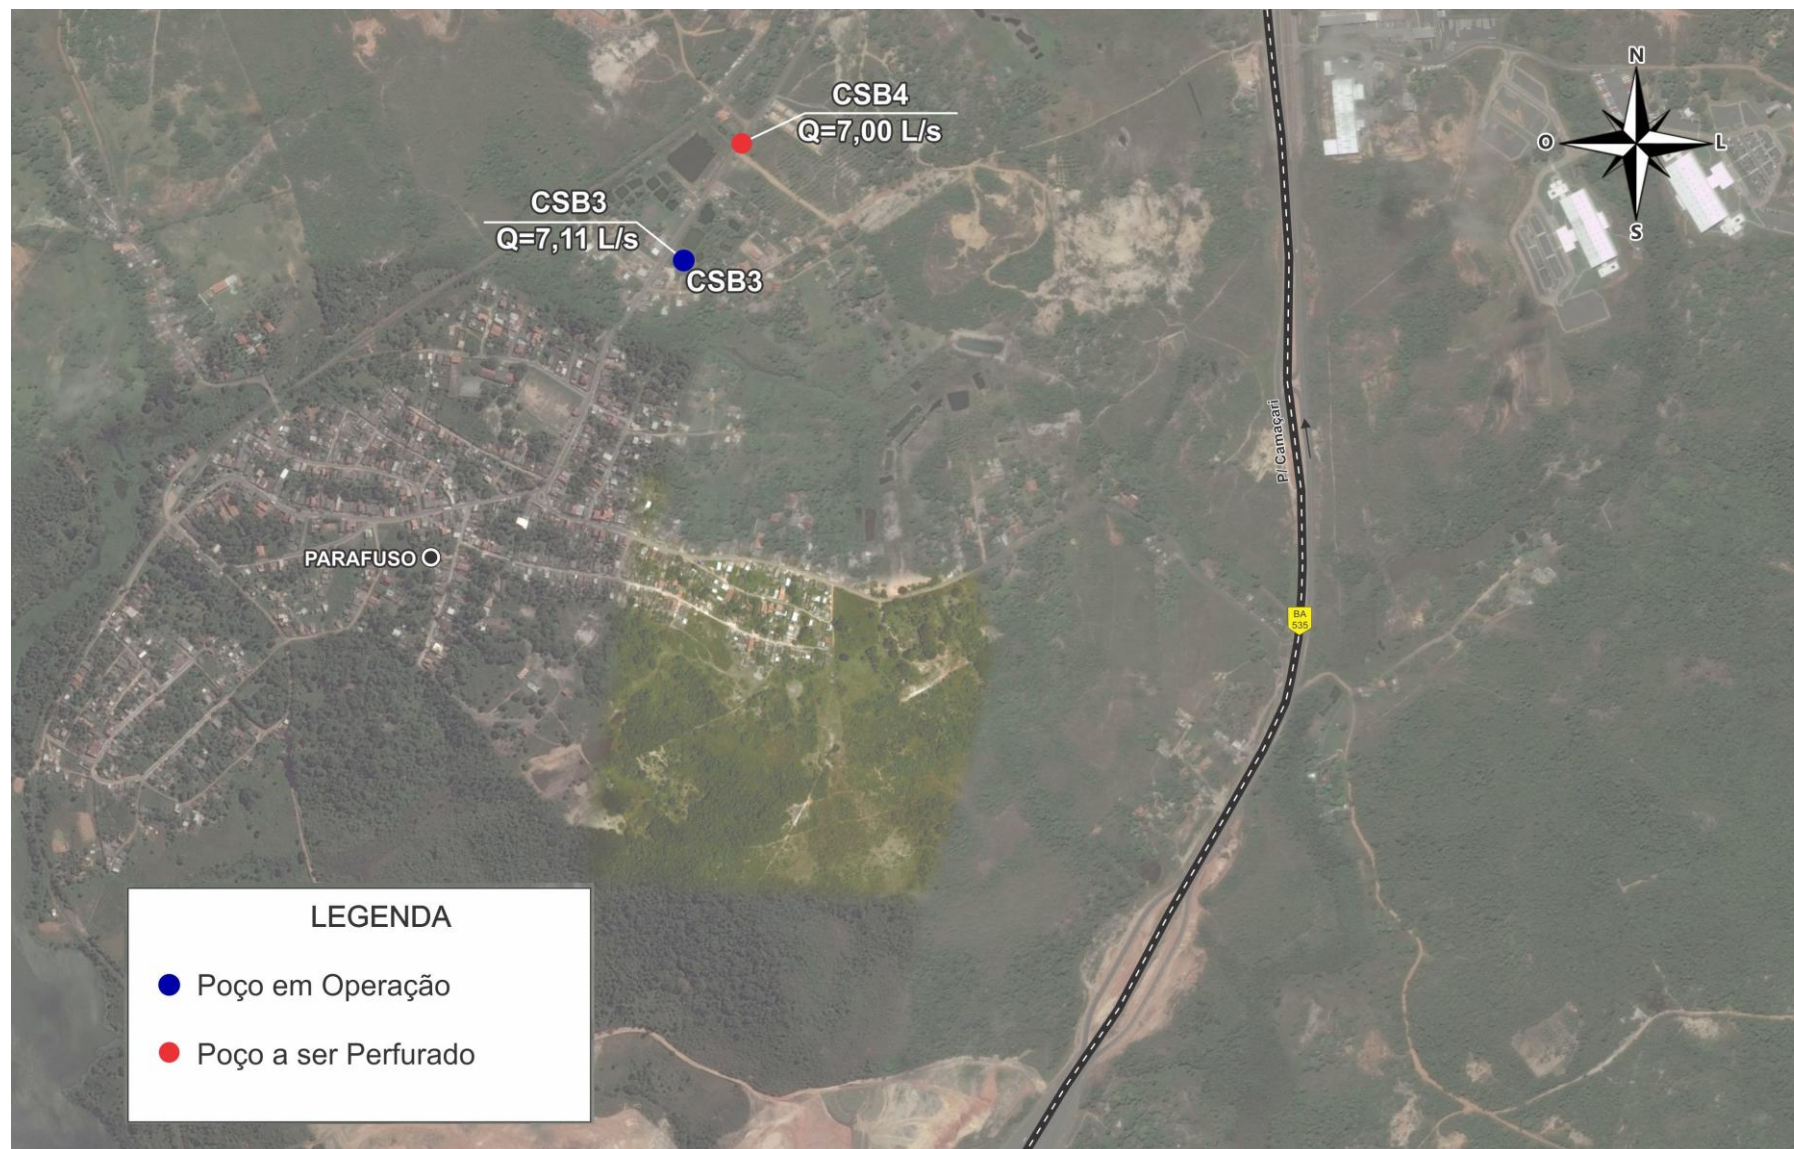 CSB4
Q=7,00 L/s
CSB3
Q=7,11 L/s
CSB3
N
O
L
S
P/ Camaçari
PARAFUSO
BA
535
LEGENDA
Poço em Operação
Poço a ser Perfurado